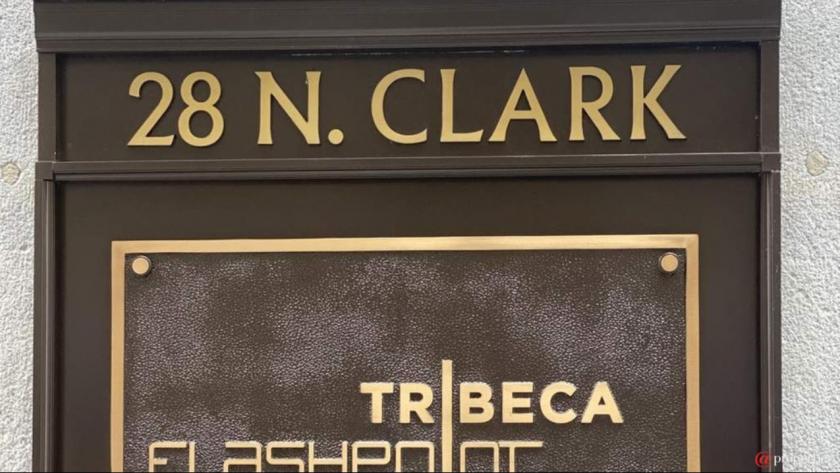 28 N. CLARK
TRIBECA
FLASHPOINT